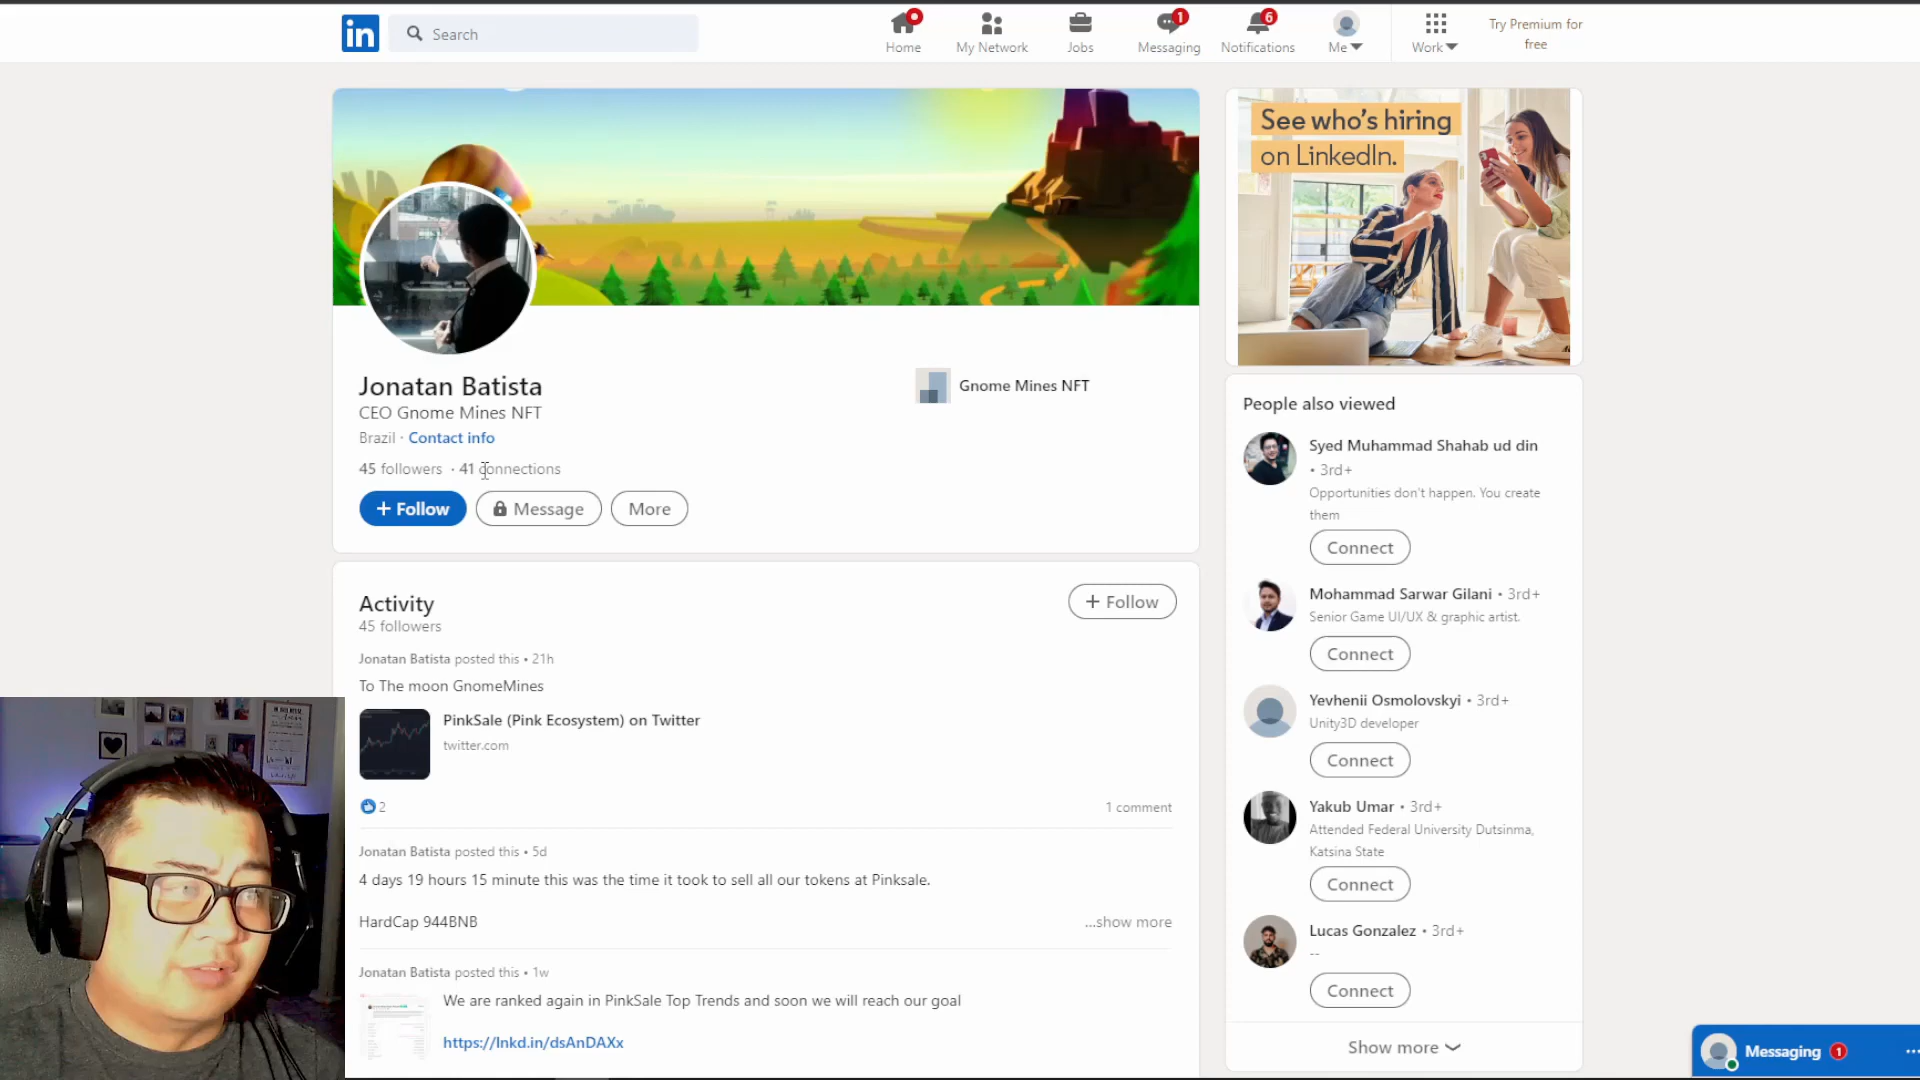 in
Search
Home
My Network
Jobs
1
Messaging
6
Notifications
Me
Work
Try Premium for
free
See who's hiring
on LinkedIn.
Jonatan Batista
CEO Gnome Mines NFT
Brazil · Contact info
45 followers · 41 connections
+ Follow
Message
More
Gnome Mines NFT
Activity
45 followers
+ Follow
Jonatan Batista posted this • 21h
To The moon GnomeMines
PinkSale (Pink Ecosystem) on Twitter
twitter.com
2
1 comment
Jonatan Batista posted this • 5d
4 days 19 hours 15 minute this was the time it took to sell all our tokens at Pinksale.
HardCap 944BNB
...show more
Jonatan Batista posted this • 1w
We are ranked again in PinkSale Top Trends and soon we will reach our goal
https://lnkd.in/dsAnDAXx
People also viewed
Syed Muhammad Shahab ud din
• 3rd+
Opportunities don't happen. You create
them
Connect
Mohammad Sarwar Gilani • 3rd+
Senior Game UI/UX & graphic artist.
Connect
Yevhenii Osmolovskyi • 3rd+
Unity3D developer
Connect
Yakub Umar • 3rd+
Attended Federal University Dutsinma,
Katsina State
Connect
Lucas Gonzalez • 3rd+
--
Connect
Show more
Messaging 1 ...